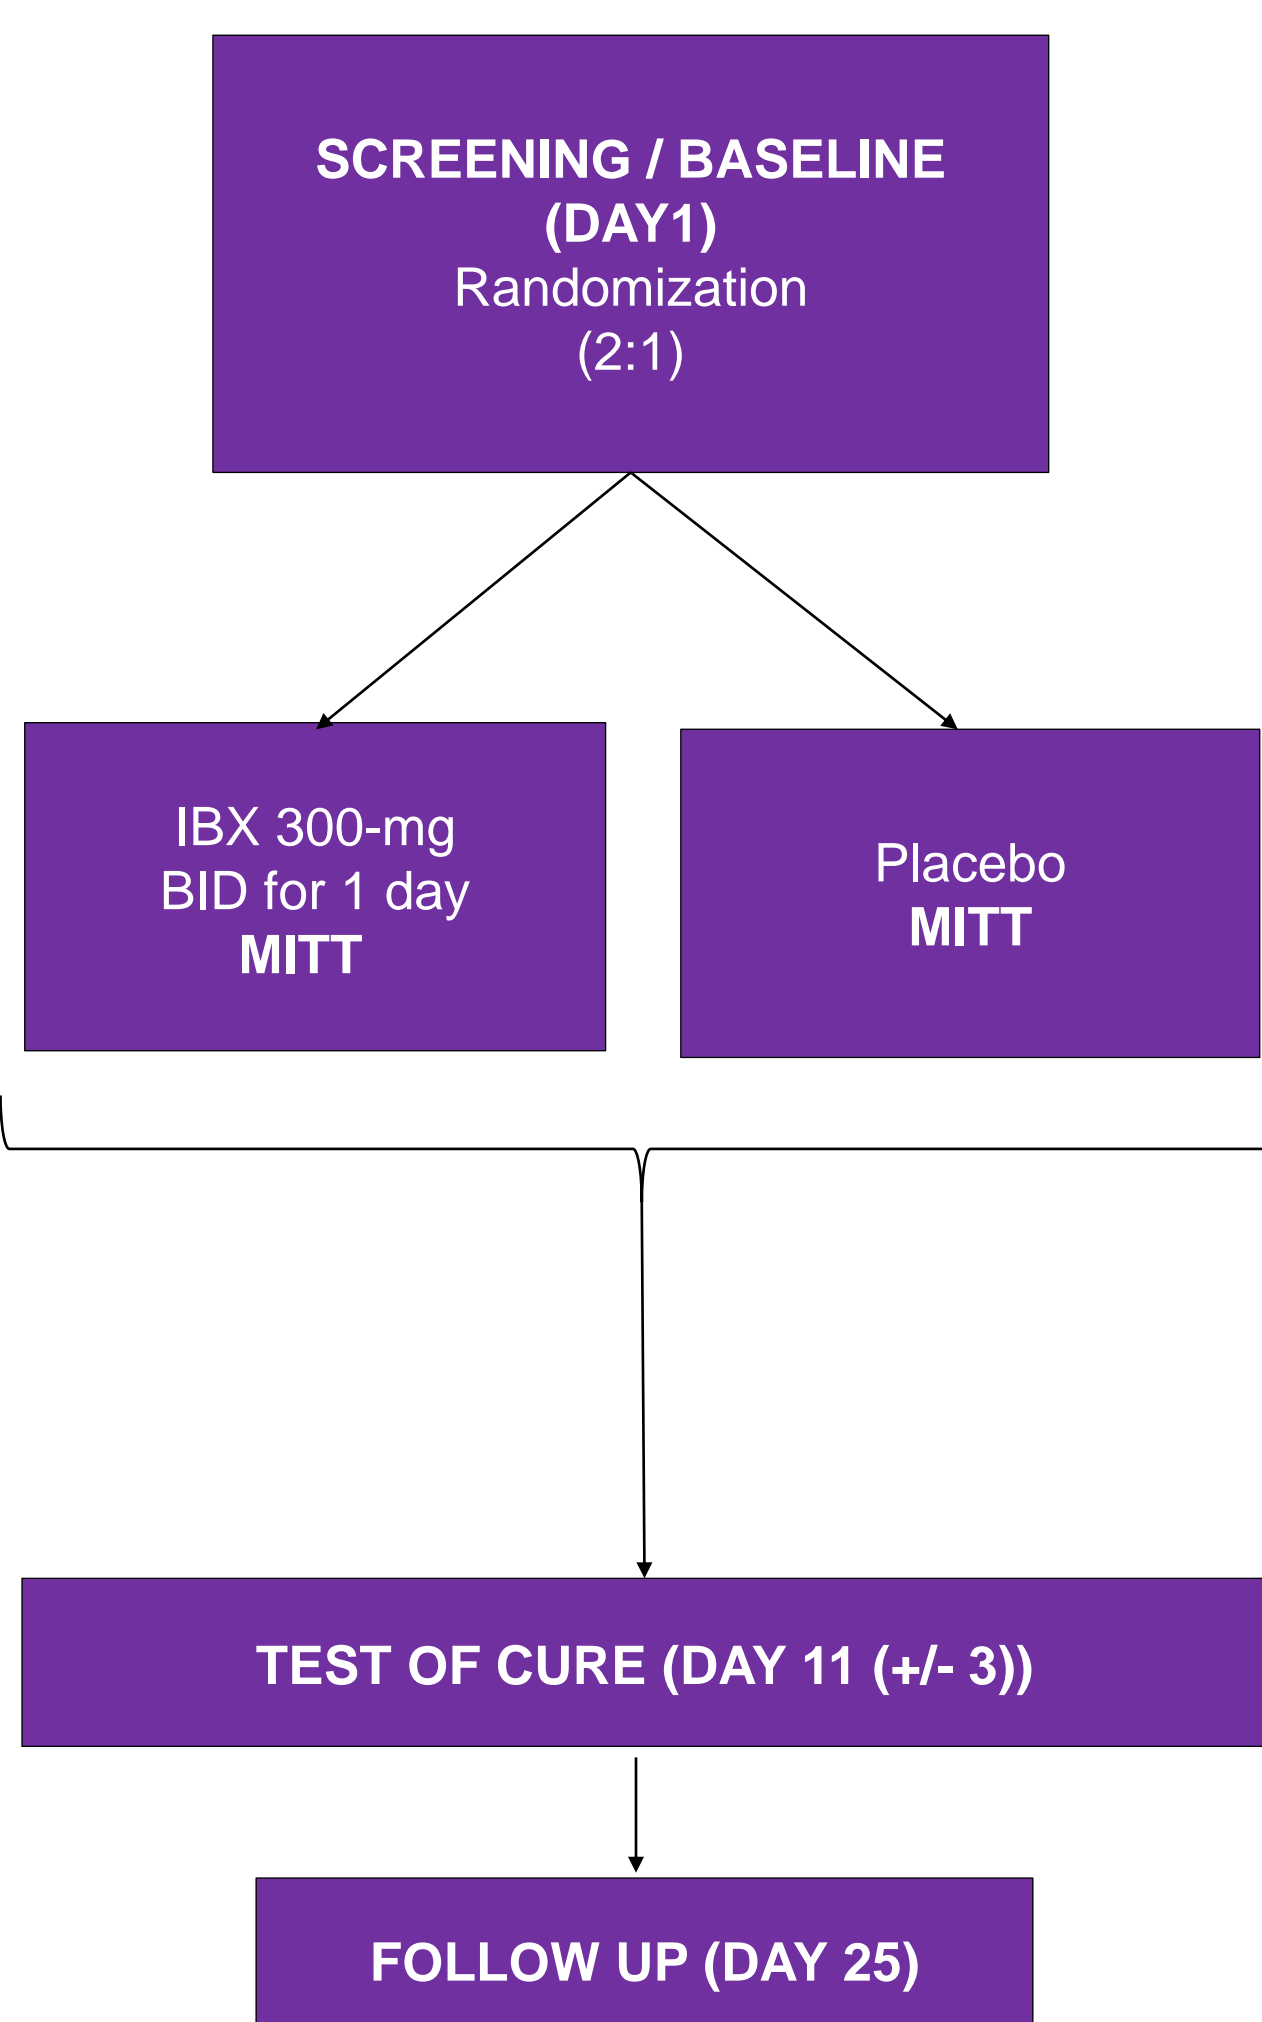 SCREENING / BASELINE
(DAY1)
Randomization
(2:1)
IBX 300-mg
BID for 1 day
MITT
Placebo
MITT
TEST OF CURE (DAY 11 (+/- 3))
FOLLOW UP (DAY 25)